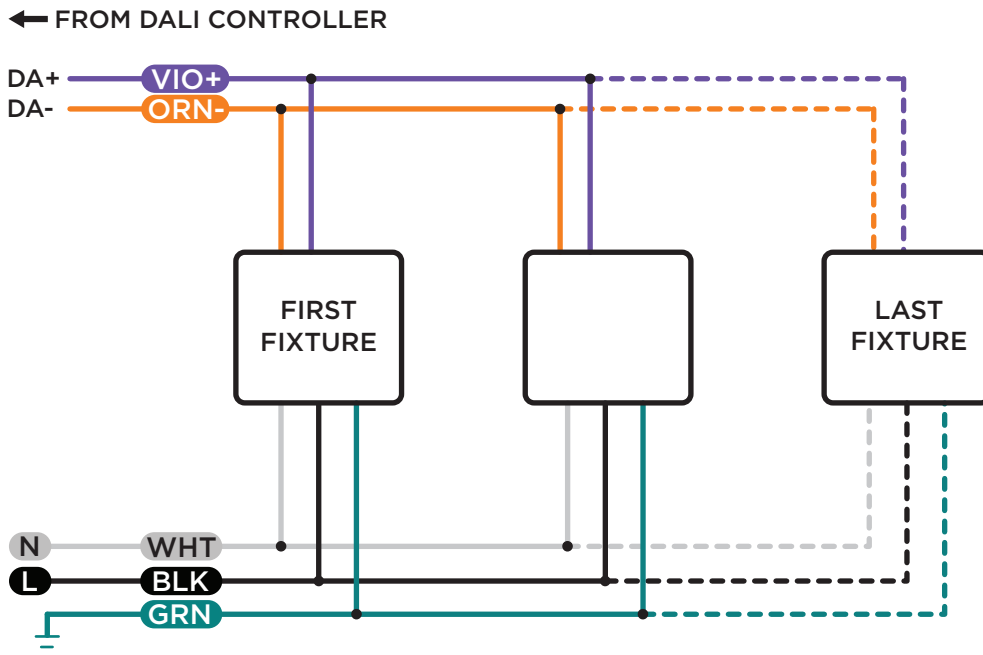 FROM DALI CONTROLLER
DA+ VIO+
DA- ORN-
FIRST
FIXTURE
LAST
FIXTURE
N WHT
L BLK
GRN